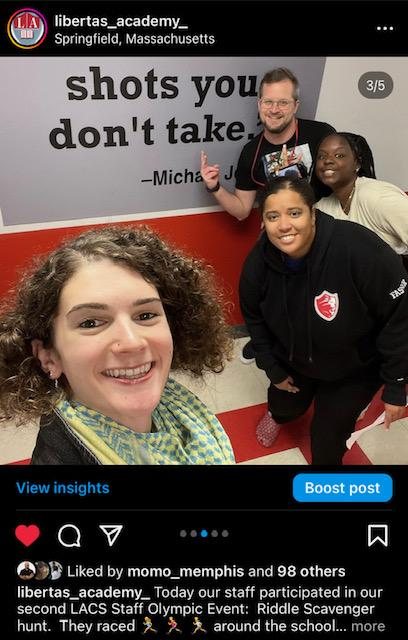 libertas_academy_
Springfield, Massachusetts
LA
3/5
shots you
don't take."
–Micha
View insights
Boost post
Liked by momo_memphis and 98 others
libertas_academy_ Today our staff participated in our
second LACS Staff Olympic Event: Riddle Scavenger
hunt. They raced 🏃‍♀️🏃🏃‍♂️ around the school... more